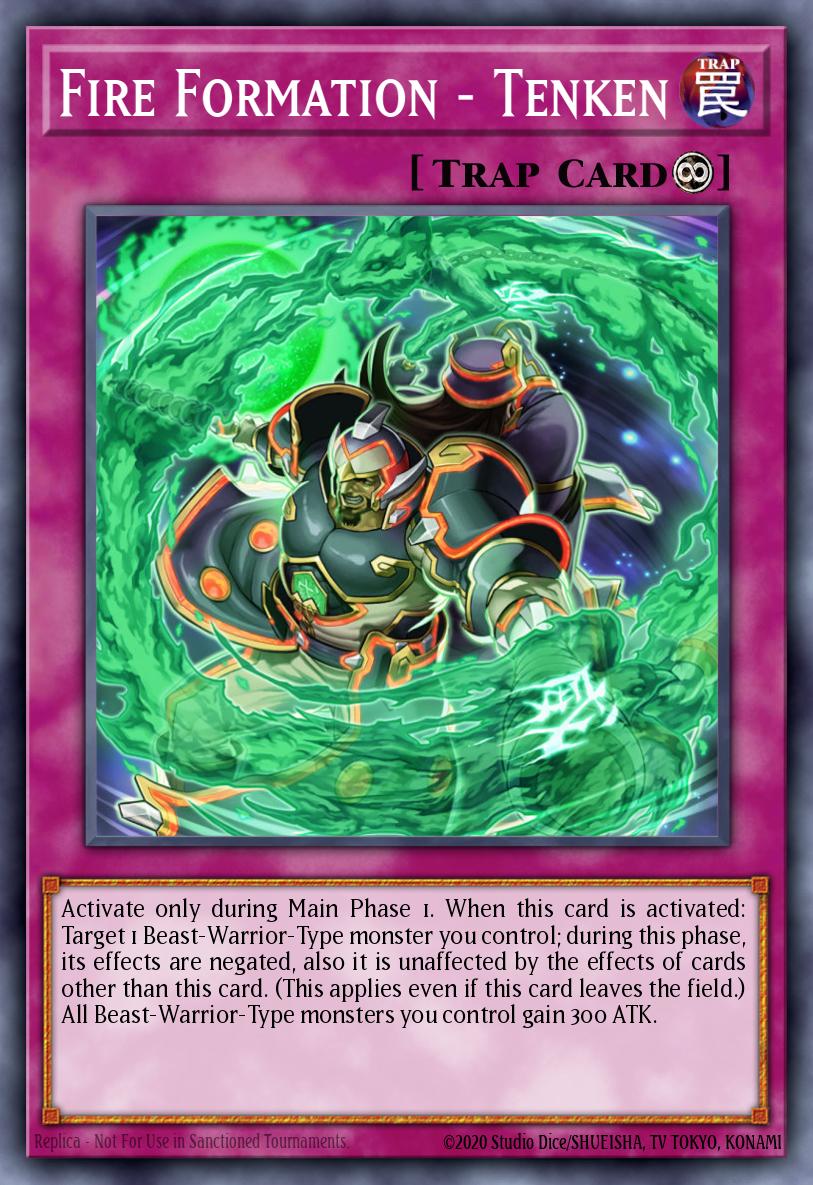 Fire Formation - Tenken
TRAP
罠
[Trap Card]
Activate only during Main Phase 1. When this card is activated:
Target 1 Beast-Warrior-Type monster you control; during this phase,
its effects are negated, also it is unaffected by the effects of cards
other than this card. (This applies even if this card leaves the field.)
All Beast-Warrior-Type monsters you control gain 300 ATK.
Replica - Not For Use in Sanctioned Tournaments.
©2020 Studio Dice/SHUEISHA, TV TOKYO, KONAMI